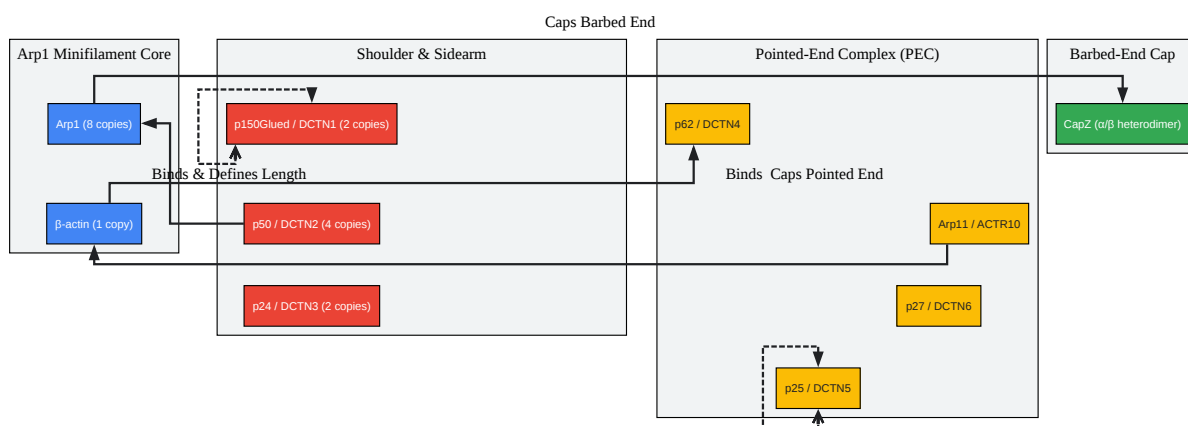 Caps Barbed End
Arp1 Minifilament Core
Shoulder & Sidearm
Pointed-End Complex (PEC)
Barbed-End Cap
Arp1 (8 copies)
p150Glued / DCTN1 (2 copies)
p62 / DCTN4
CapZ (α/β heterodimer)
Binds & Defines Length
Binds  Caps Pointed End
β-actin (1 copy)
p50 / DCTN2 (4 copies)
Arp11 / ACTR10
p24 / DCTN3 (2 copies)
p27 / DCTN6
p25 / DCTN5